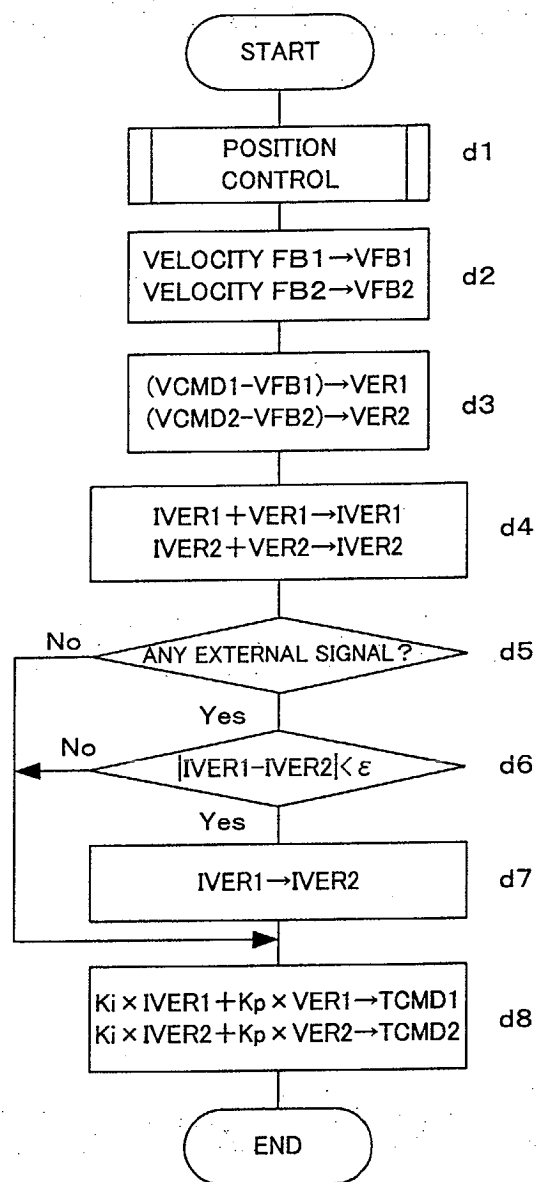 START
POSITION
CONTROL
d1
VELOCITY FB1→VFB1
VELOCITY FB2→VFB2
d2
(VCMD1-VFB1)→VER1
(VCMD2-VFB2)→VER2
d3
IVER1+VER1→IVER1
IVER2+VER2→IVER2
d4
No
ANY EXTERNAL SIGNAL?
d5
Yes
No
|IVER1-IVER2|<ε
d6
Yes
IVER1→IVER2
d7
Ki×IVER1+Kp×VER1→TCMD1
Ki×IVER2+Kp×VER2→TCMD2
d8
END